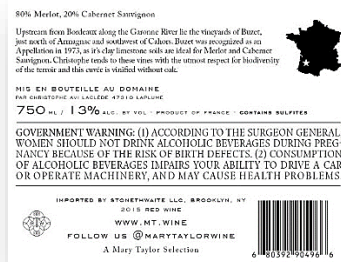 80% Merlot, 20% Cabernet Sauvignon
Upstream from Bordeaux along the Garonne River lie the vineyards of Buzet,
just north of Armagnac and southwest of Cahors. Buzet was recognized as an
Appellation in 1973, as it's clay limestone soils are ideal for Merlot and Cabernet
Sauvignon. Christophe tends to these vines with the utmost respect for biodiversity
of the terroir and this cuvée is vinified without oak.
MIS EN BOUTEILLE AU DOMAINE
PAR CHRISTOPHE AVI LACLÈDE 47310 LAPLUME
750 ML / 13% ALC. BY VOL · PRODUCT OF FRANCE · CONTAINS SULFITES
GOVERNMENT WARNING: (1) ACCORDING TO THE SURGEON GENERAL
WOMEN SHOULD NOT DRINK ALCOHOLIC BEVERAGES DURING PREG-
NANCY BECAUSE OF THE RISK OF BIRTH DEFECTS. (2) CONSUMPTION
OF ALCOHOLIC BEVERAGES IMPAIRS YOUR ABILITY TO DRIVE A CAR
OR OPERATE MACHINERY, AND MAY CAUSE HEALTH PROBLEMS
IMPORTED BY STONETHWAITE LLC, BROOKLYN, NY
2015 RED WINE
WWW.MT.WINE
FOLLOW US @MARYTAYLORWINE
A Mary Taylor Selection
6 80392 90496 6